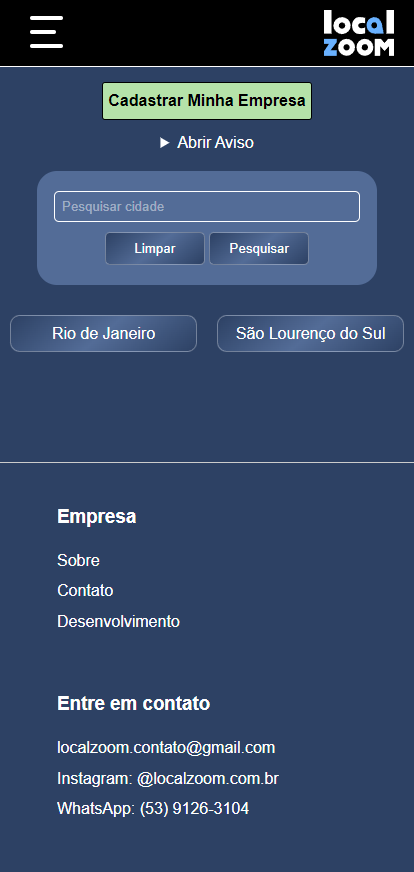 local
zoom
Cadastrar Minha Empresa
▶ Abrir Aviso
Pesquisar cidade
Limpar Pesquisar
Rio de Janeiro São Lourenço do Sul
Empresa
Sobre
Contato
Desenvolvimento
Entre em contato
localzoom.contato@gmail.com
Instagram: @localzoom.com.br
WhatsApp: (53) 9126-3104